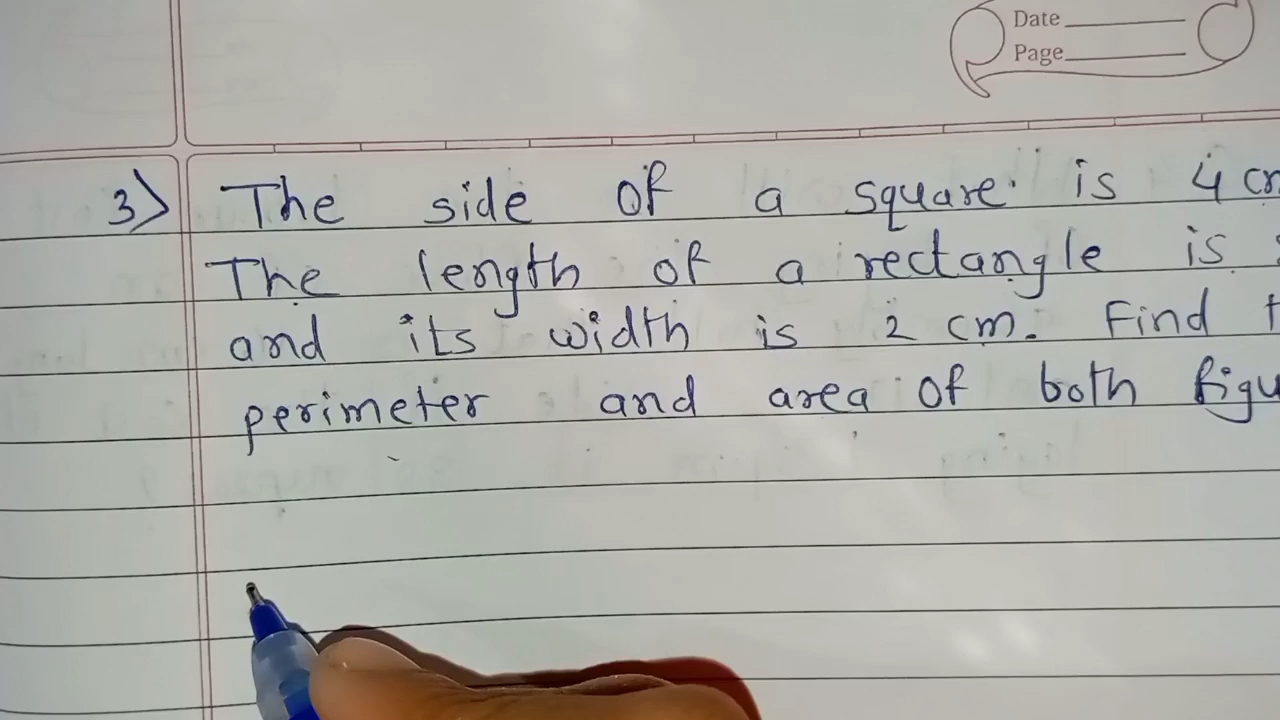 Date
Page
3) The side of a square is 4
The length of a rectangle is
and its width is 2 cm. Find
perimeter and area of both